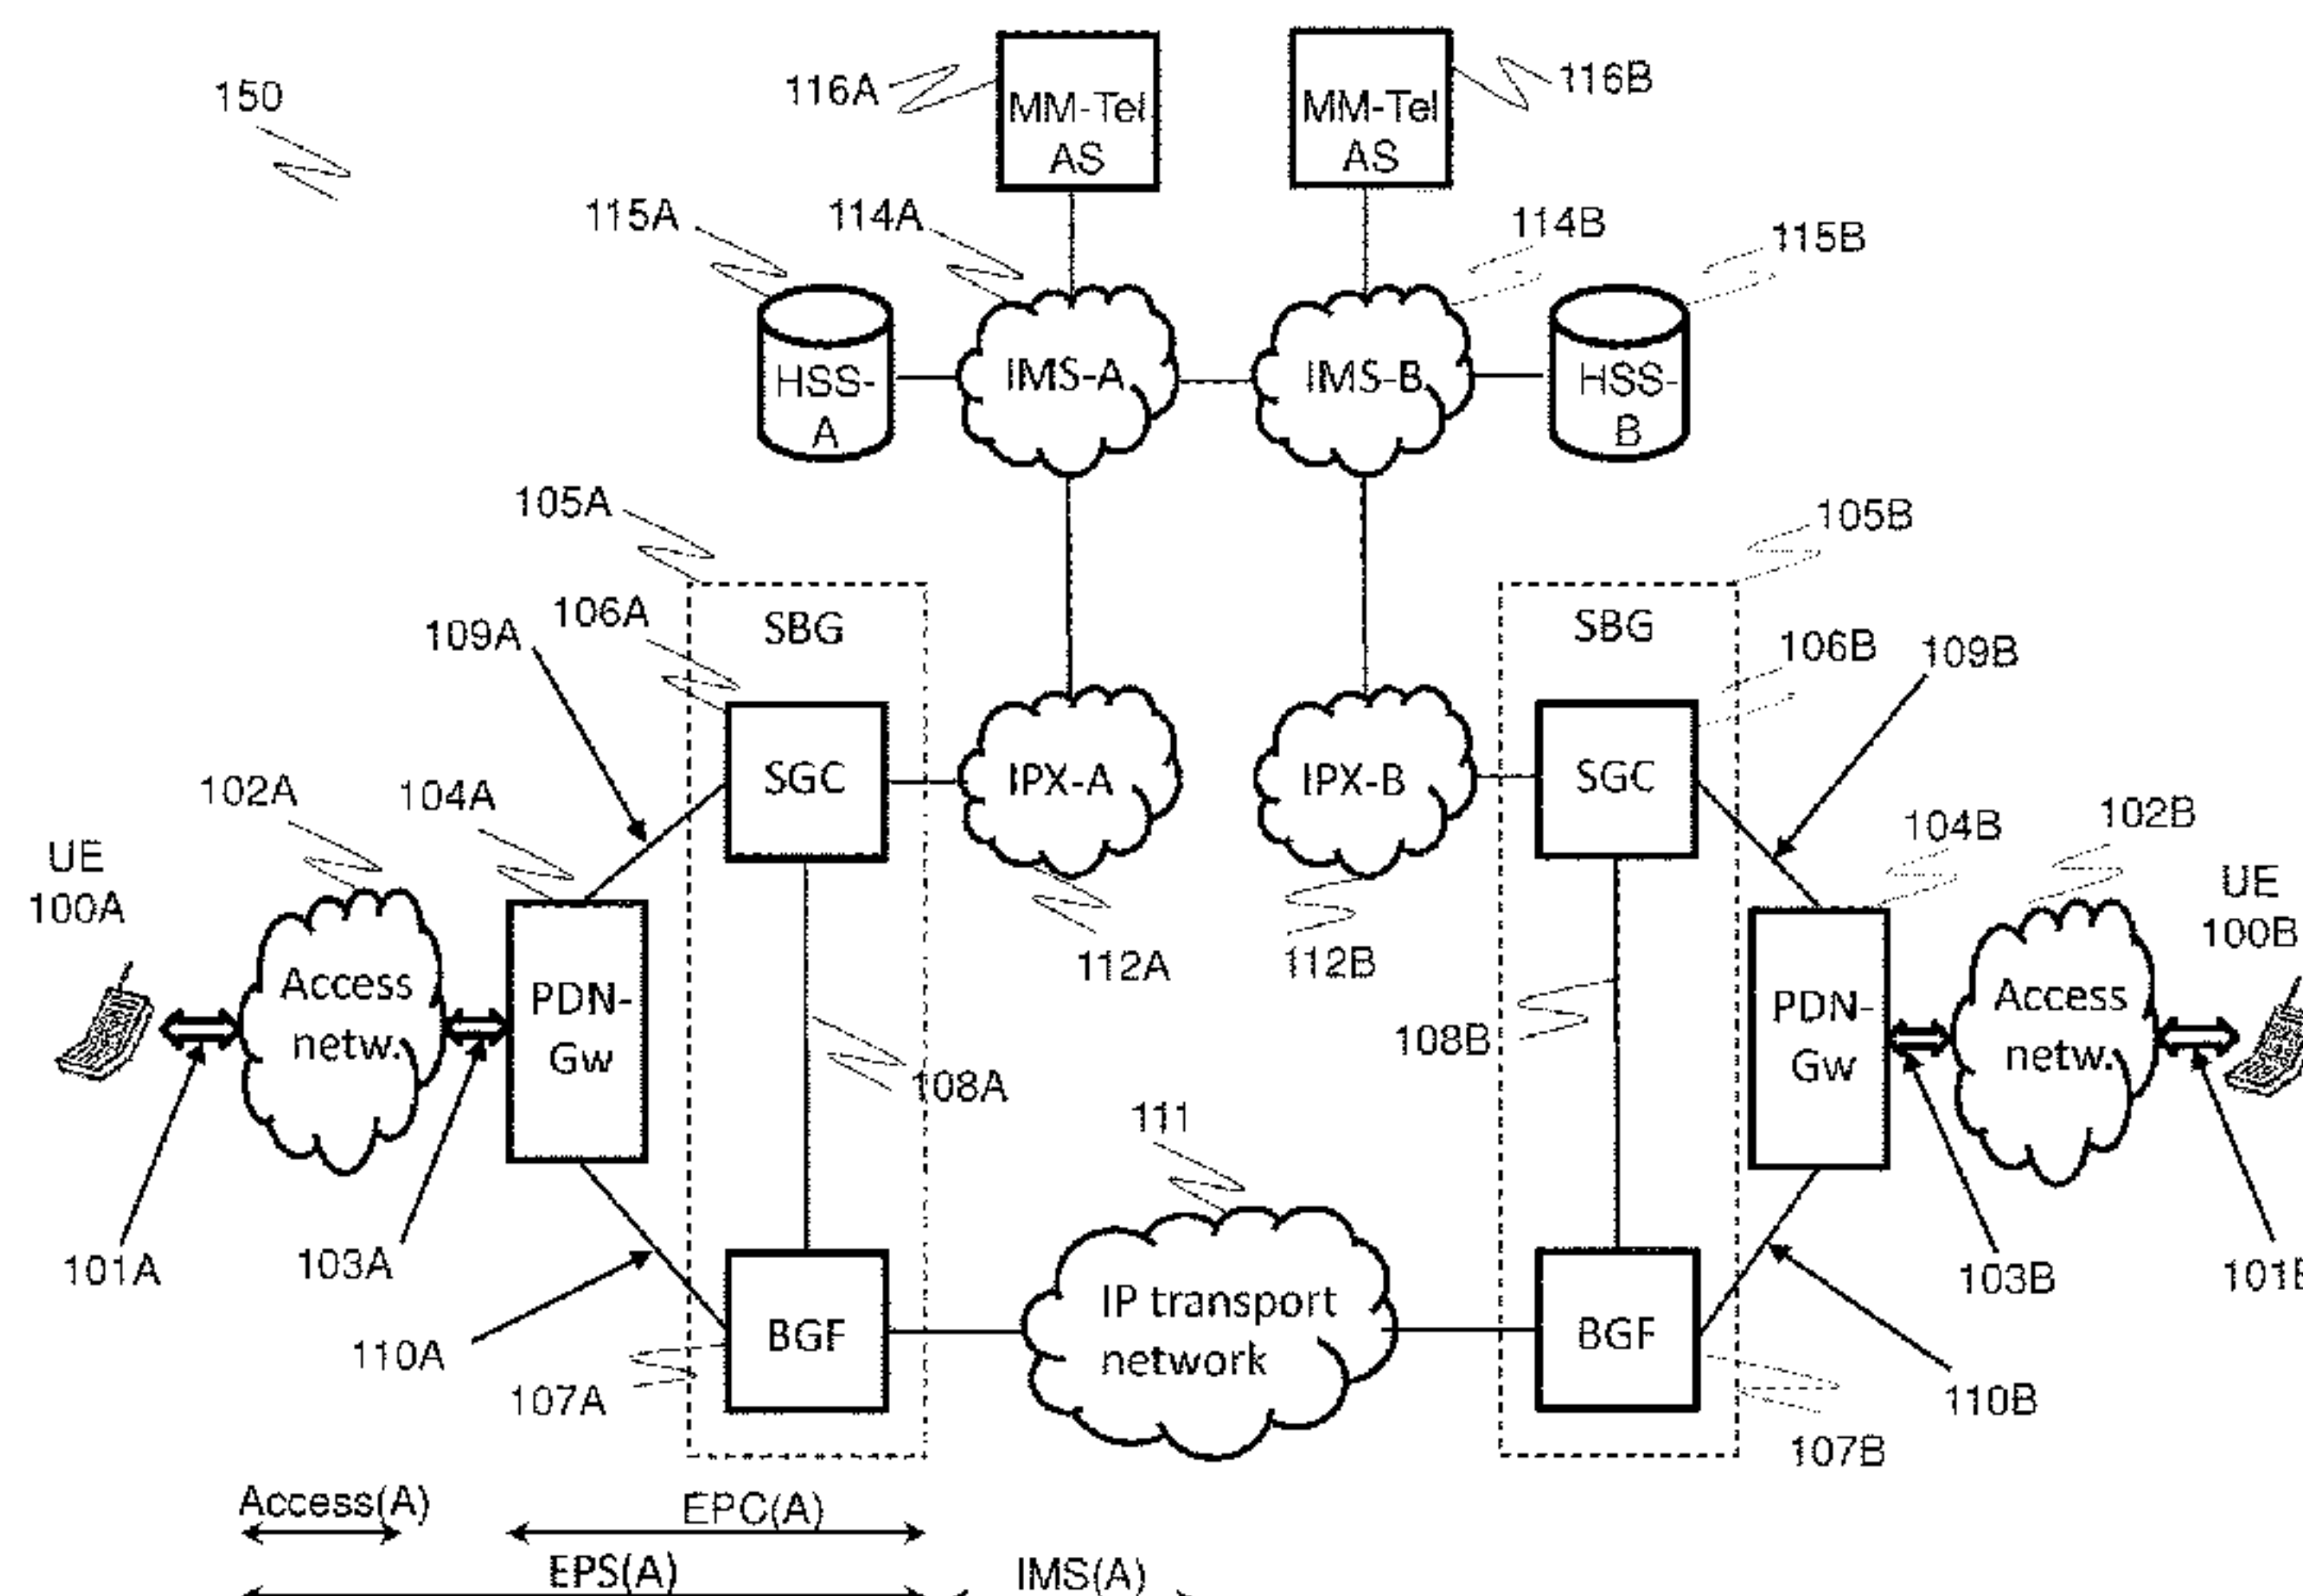 150
116A
MM-Tel
AS
MM-Tel
AS
116B
115A
114A
114B
115B
HSS-
A
IMS-A
IMS-B
HSS-
B
105A
105B
106A
SBG
SBG
106B
109A
109B
102A
104A
SGC
IPX-A
IPX-B
SGC
104B
102B
UE
100A
UE
100B
112A
112B
Access
netw.
PDN-
Gw
108A
108B
PDN-
Gw
Access
netw.
111
101A
103A
103B
101B
110A
BGF
IP transport
network
BGF
107A
110B
107B
Access(A)
EPC(A)
EPS(A)
IMS(A)